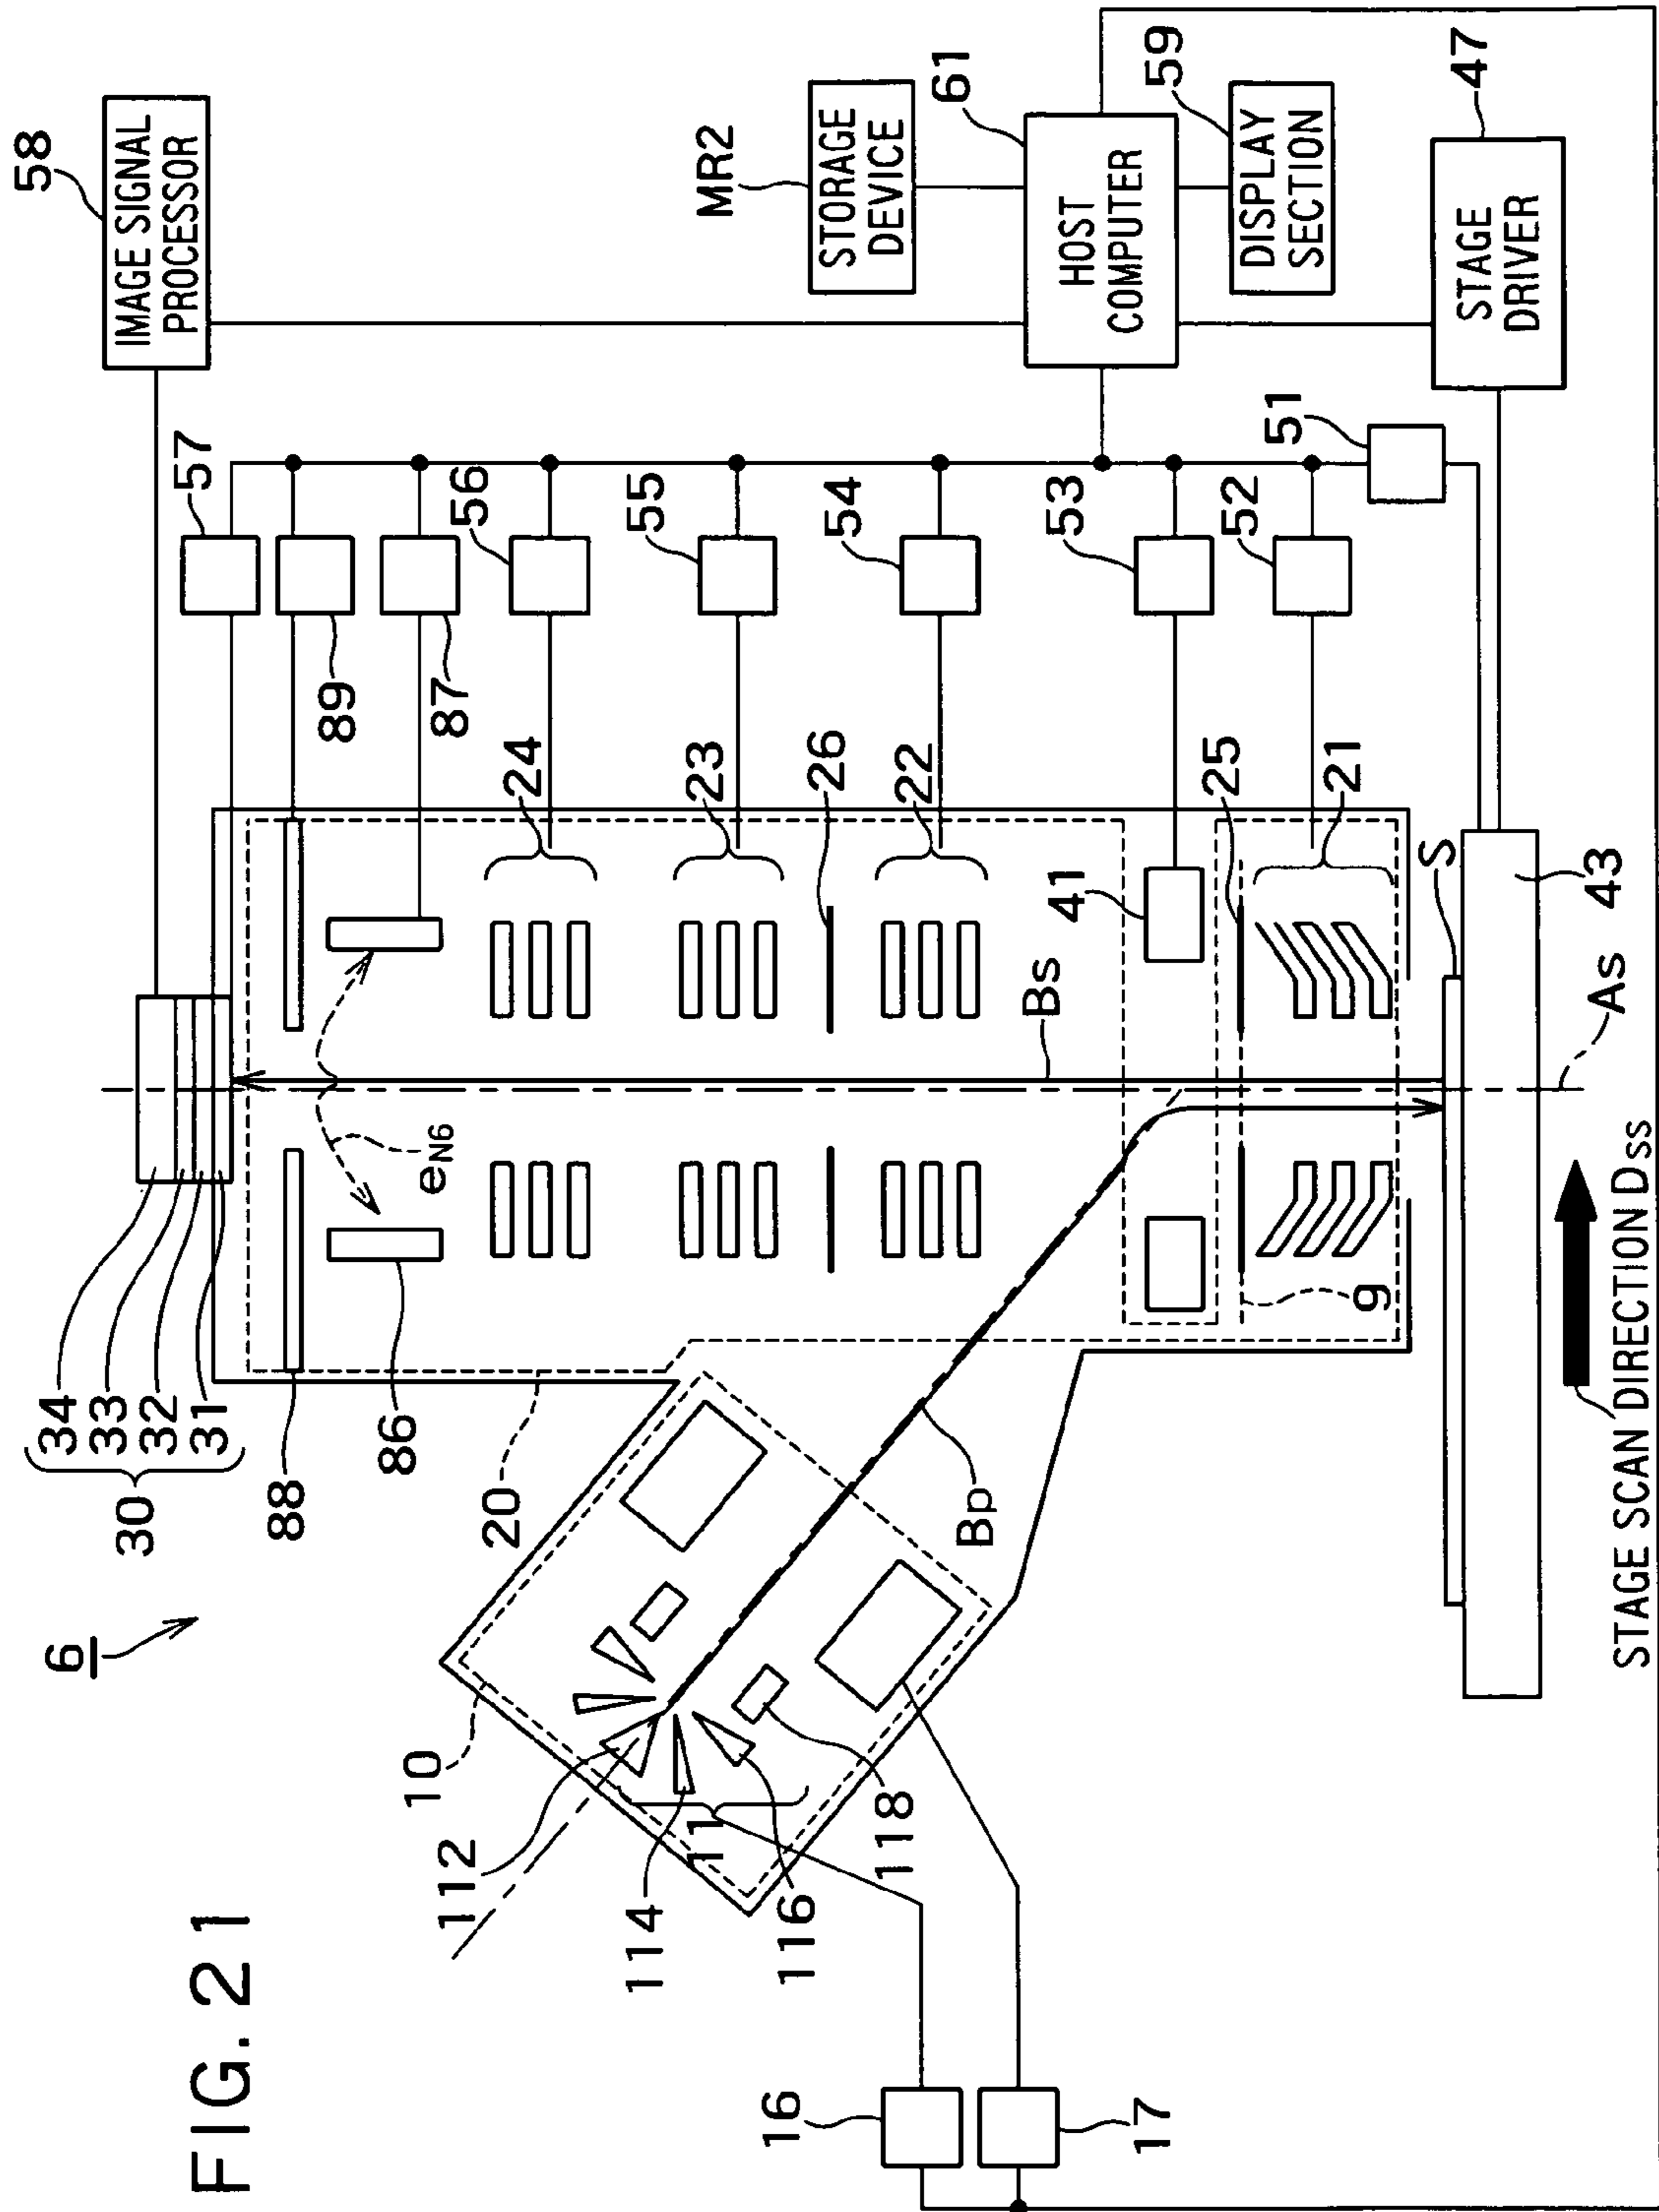 FIG. 21
6
58
IMAGE SIGNAL
PROCESSOR
34
33
32
31
30
57
88
89
eN6
86
87
20
24
56
MR2
STORAGE
DEVICE
23
55
10
26
61
HOST
COMPUTER
112
22
54
114
11
116
118
Bp
Bs
41
53
59
DISPLAY
SECTION
25
52
9
21
51
16
17
S
43
As
47
STAGE
DRIVER
STAGE SCAN DIRECTION DSS